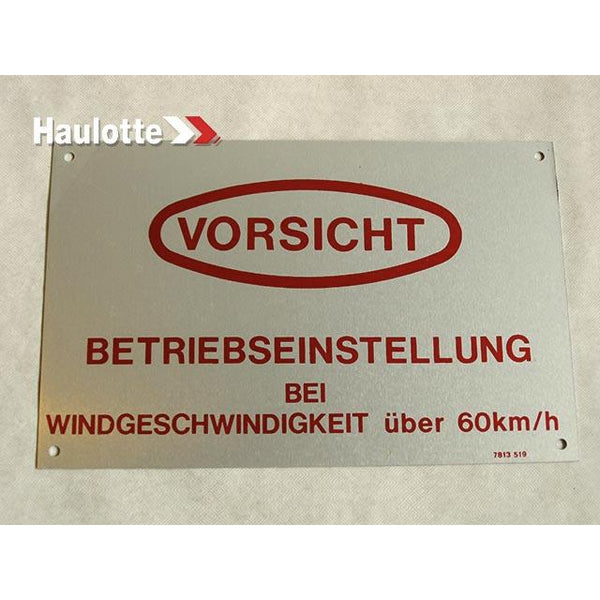 Haulotte
VORSICHT
BETRIEBSEINSTELLUNG
BEI
WINDGESCHWINDIGKEIT über 60km/h
7813 519